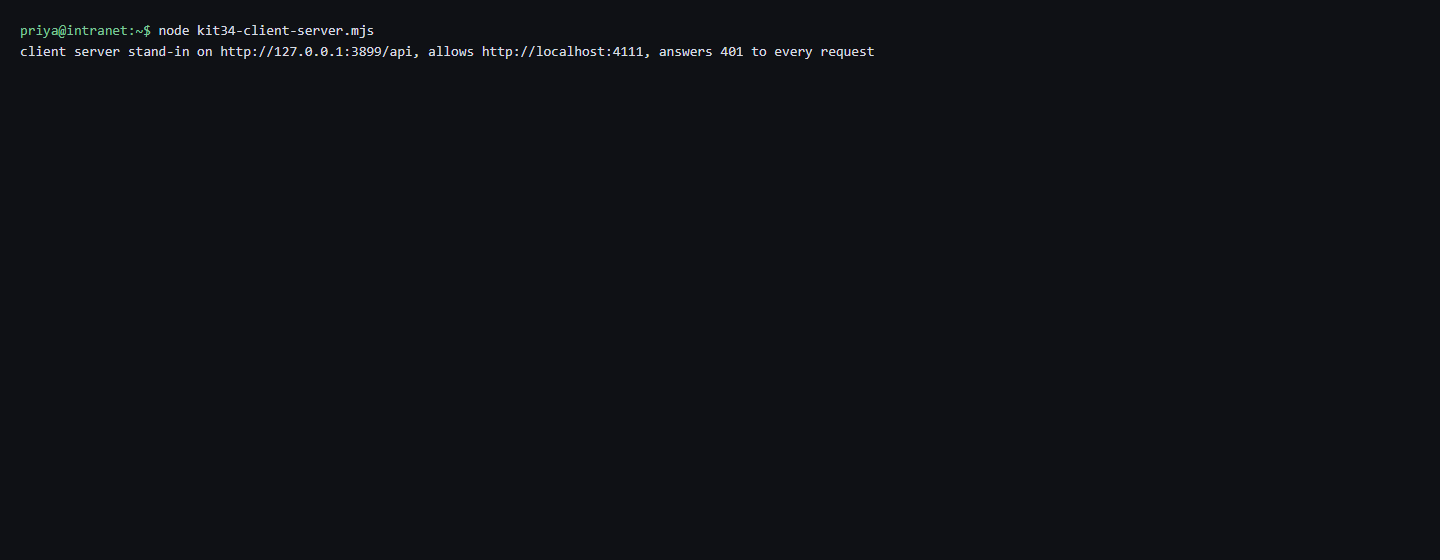 priya@intranet:~$ node kit34-client-server.mjs
client server stand-in on http://127.0.0.1:3899/api, allows http://localhost:4111, answers 401 to every request